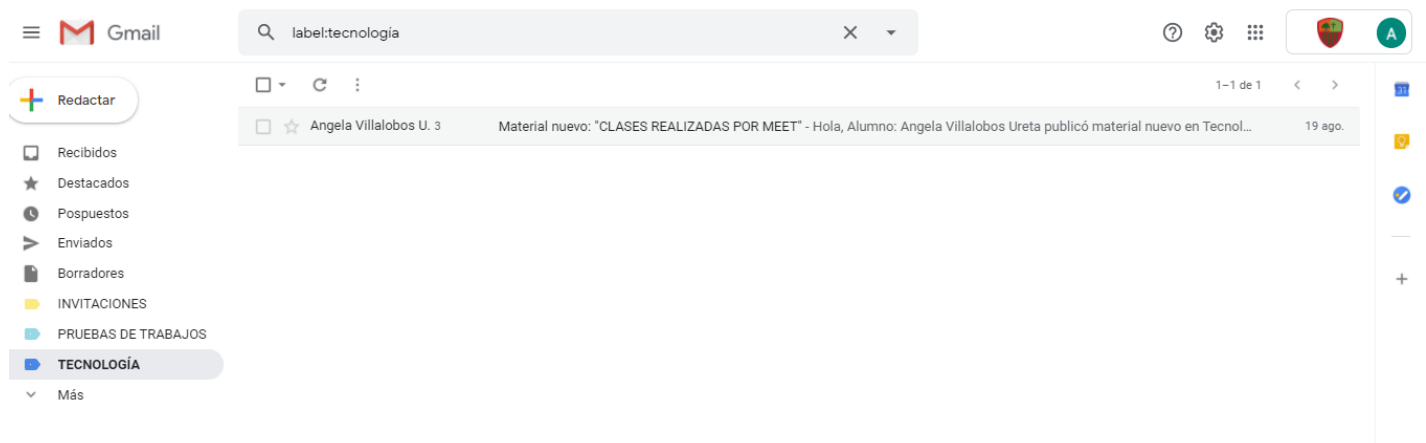 Gmail
label:tecnología
A
Redactar
1–1 de 1
31
Angela Villalobos U. 3 Material nuevo: "CLASES REALIZADAS POR MEET" - Hola, Alumno: Angela Villalobos Ureta publicó material nuevo en Tecnol... 19 ago.
Recibidos
Destacados
Pospuestos
Enviados
Borradores
INVITACIONES
PRUEBAS DE TRABAJOS
TECNOLOGÍA
Más